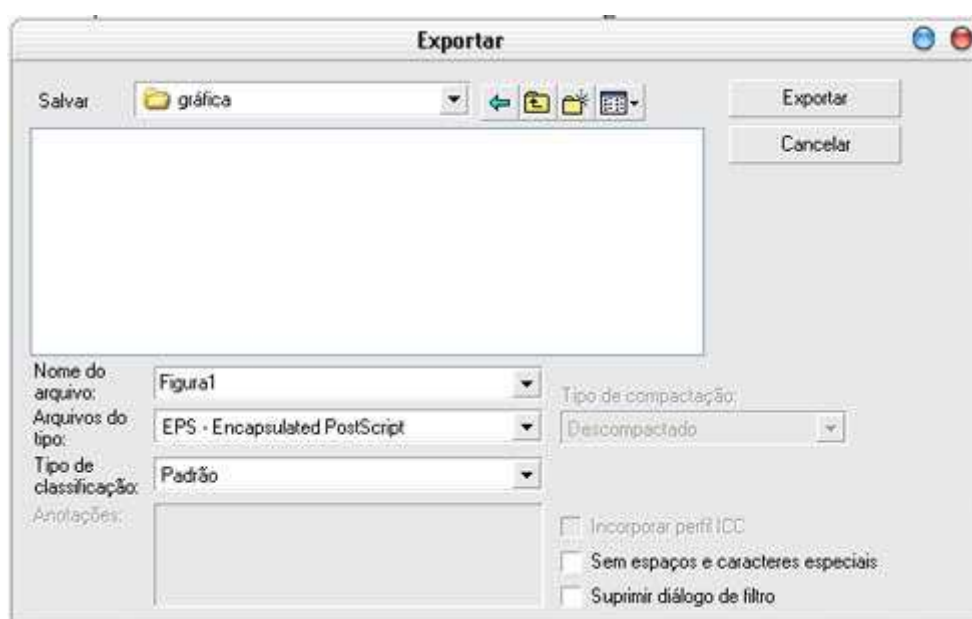 Exportar
Salvar
gráfica
Exportar
Cancelar
Nome do
arquivo:
Figura1
Arquivos do
tipo:
EPS - Encapsulated PostScript
Tipo de compactação:
Descompactado
Tipo de
classificação:
Padrão
Anotações:
Incorporar perfil ICC
Sem espaços e caracteres especiais
Suprimir diálogo de filtro